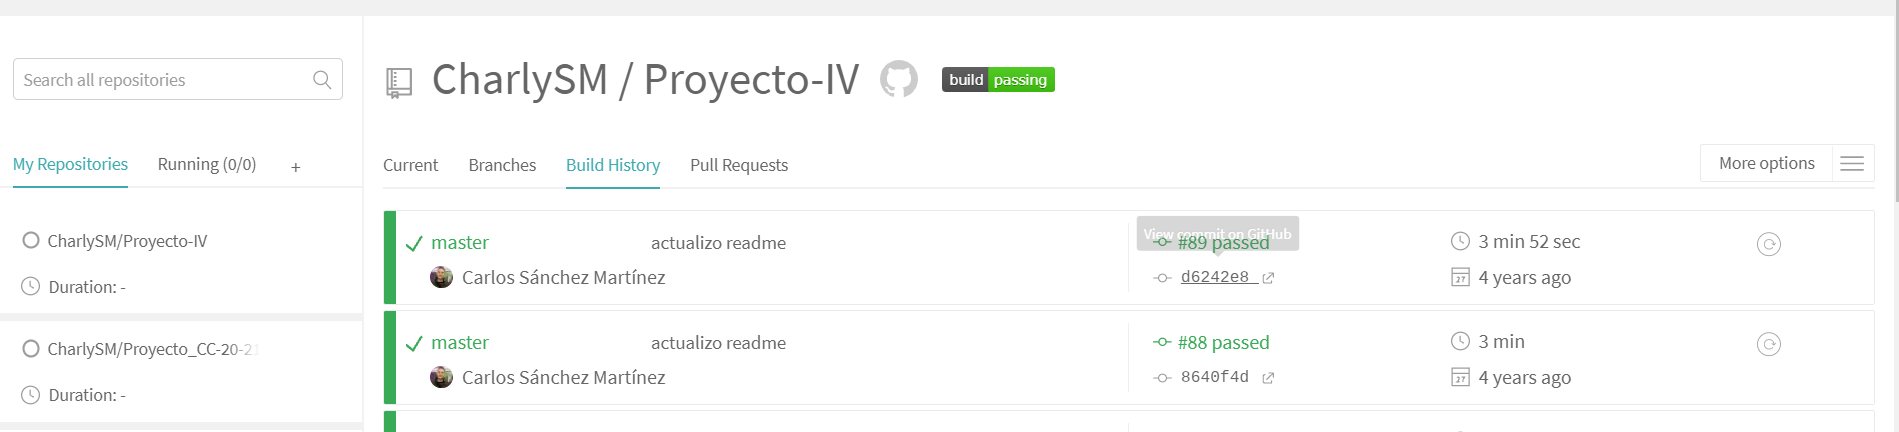 Search all repositories
My Repositories Running (0/0) +
CharlySM/Proyecto-IV
Duration: -
CharlySM/Proyecto_CC-20-21
Duration: -
CharlySM / Proyecto-IV build passing
Current Branches Build History Pull Requests More options
View commit on GitHub
master actualizo readme #89 passed 3 min 52 sec
Carlos Sánchez Martínez d6242e8 27 4 years ago
master actualizo readme #88 passed 3 min
Carlos Sánchez Martínez 8640f4d 27 4 years ago